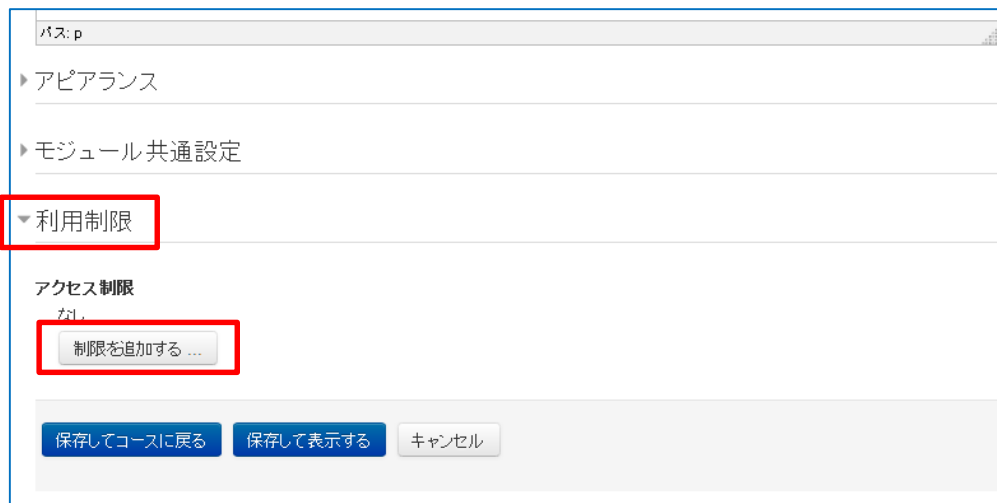 パス: p
アピアランス
モジュール共通設定
利用制限
アクセス制限
なし
制限を追加する ...
保存してコースに戻る 保存して表示する キャンセル